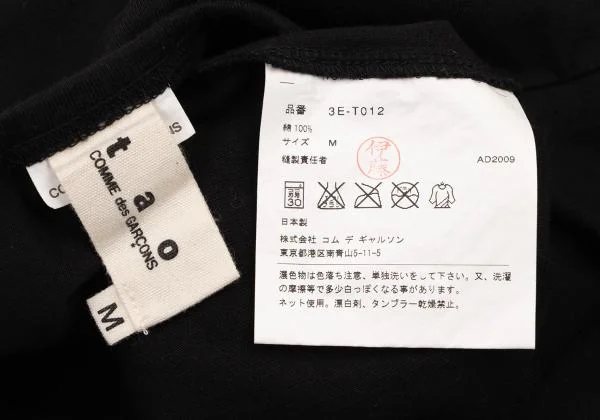 tao
COMME des GARÇONS
M
品番 3E-T012
綿 100%
サイズ M
縫製責任者 伊藤 AD2009
30
日本製
株式会社 コム デ ギャルソン
東京都港区南青山5-11-5
濃色物は色落ち注意、単独洗いをして下さい。又、洗濯
の摩擦等で多少白っぽくなる事があります。
ネット使用。漂白剤、タンブラー乾燥禁止。